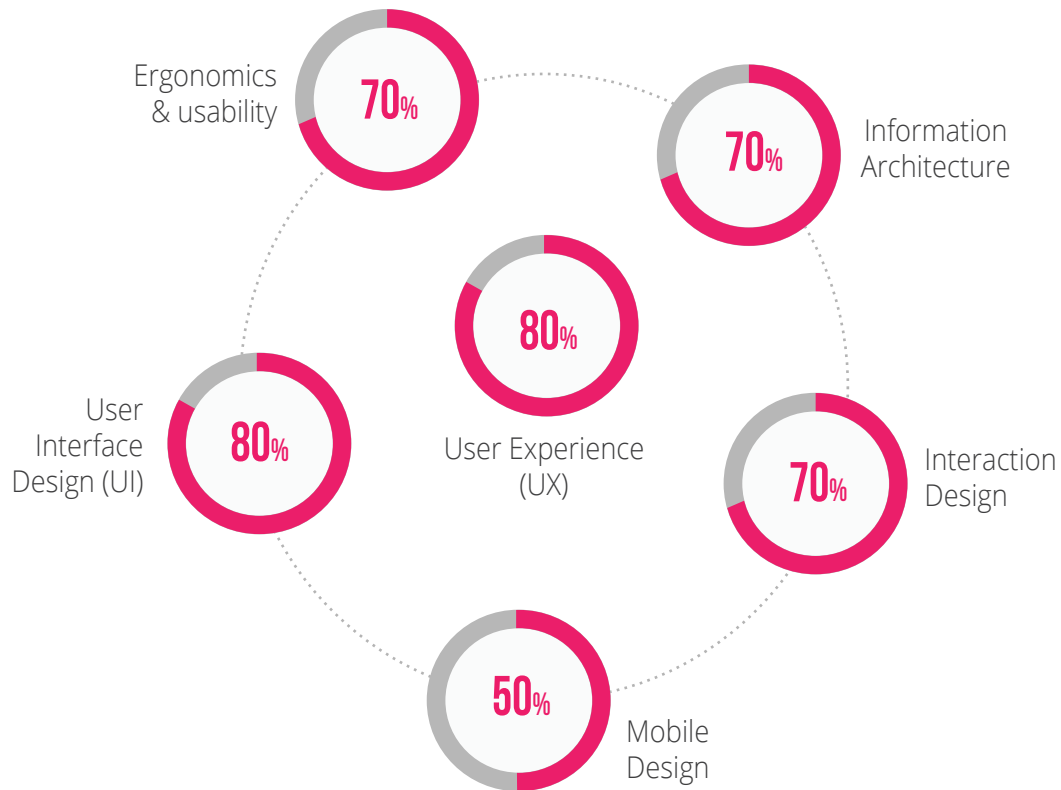 Ergonomics
& usability
70%
70%
Information
Architecture
80%
User Experience
(UX)
User
Interface
Design (UI)
80%
70%
Interaction
Design
50%
Mobile
Design